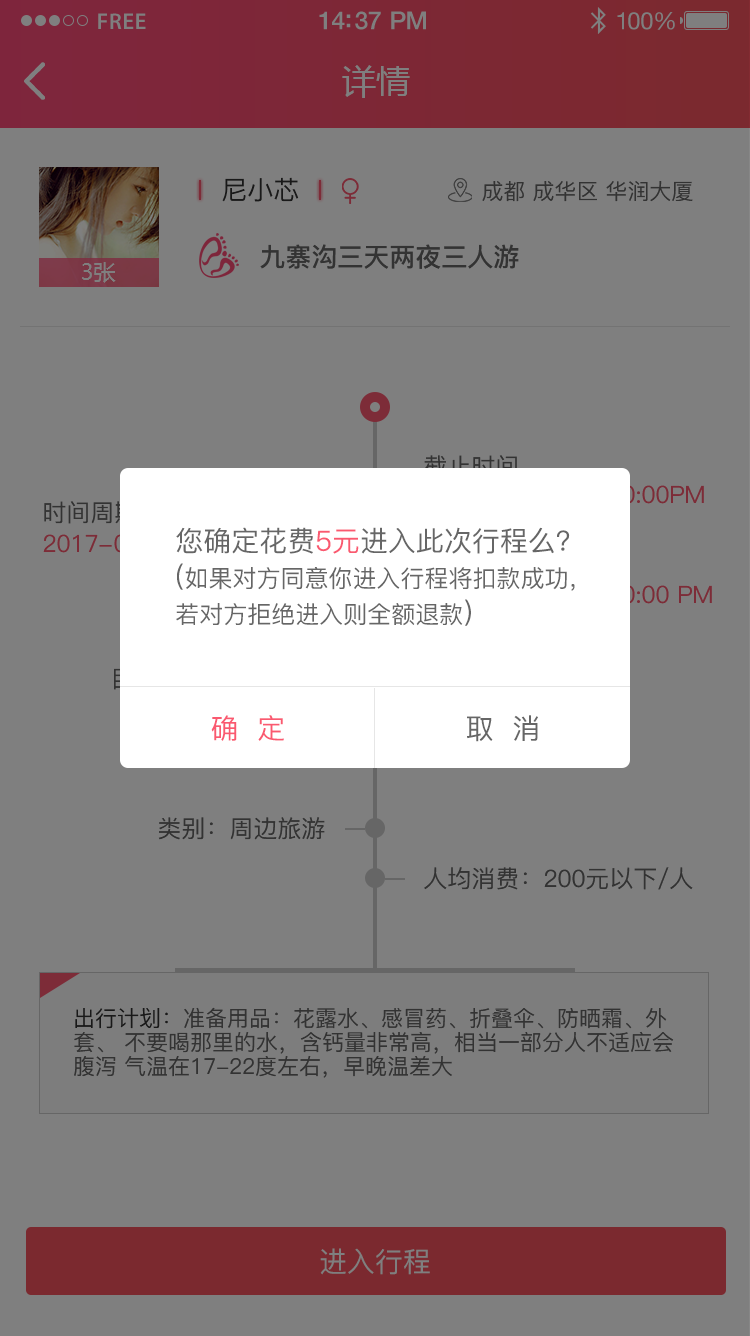 FREE
14:37 PM
100%
详情
尼小芯
成都 成华区 华润大厦
3张
九寨沟三天两夜三人游
截止时间
0:00PM
时间周期
2017-0
0:00 PM
您确定花费5元进入此次行程么?
(如果对方同意你进入行程将扣款成功，
若对方拒绝进入则全额退款)
确 定
取 消
类别：周边旅游
人均消费：200元以下/人
出行计划：准备用品：花露水、感冒药、折叠伞、防晒霜、外
套、 不要喝那里的水，含钙量非常高，相当一部分人不适应会
腹泻 气温在17-22度左右，早晚温差大
进入行程